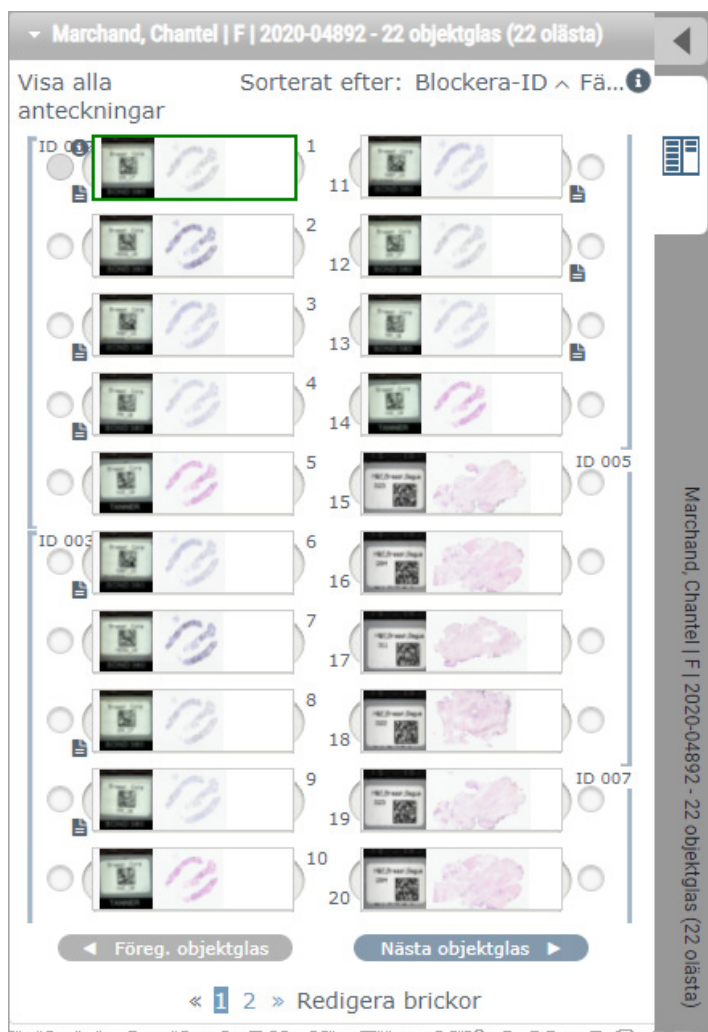 Marchand, Chantel | F | 2020-04892 - 22 objektglas (22 olästa)
Visa alla anteckningar
Sorterat efter: Blockera-ID ^ Fä...
1
11
2
12
3
13
4
14
5
ID 005
15
ID 003
6
16
7
17
8
18
9
ID 007
19
10
20
Föreg. objektglas
Nästa objektglas
« 1 2 » Redigera brickor
Marchand, Chantel | F | 2020-04892 - 22 objektglas (22 olästa)